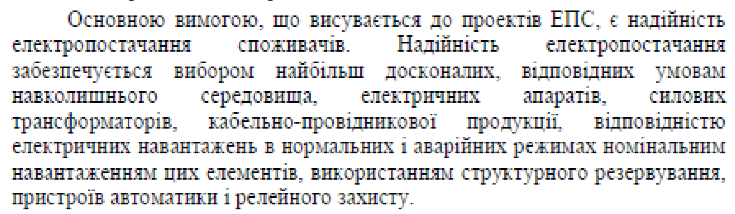 Основною вимогою, що висувається до проектів ЕПС, є надійність
електропостачання споживачів. Надійність електропостачання
забезпечується вибором найбільш досконалих, відповідних умовам
навколишнього середовища, електричних апаратів, силових
трансформаторів, кабельно-провідникової продукції, відповідністю
електричних навантажень в нормальних і аварійних режимах номінальним
навантаженням цих елементів, використанням структурного резервування,
пристроїв автоматики і релейного захисту.